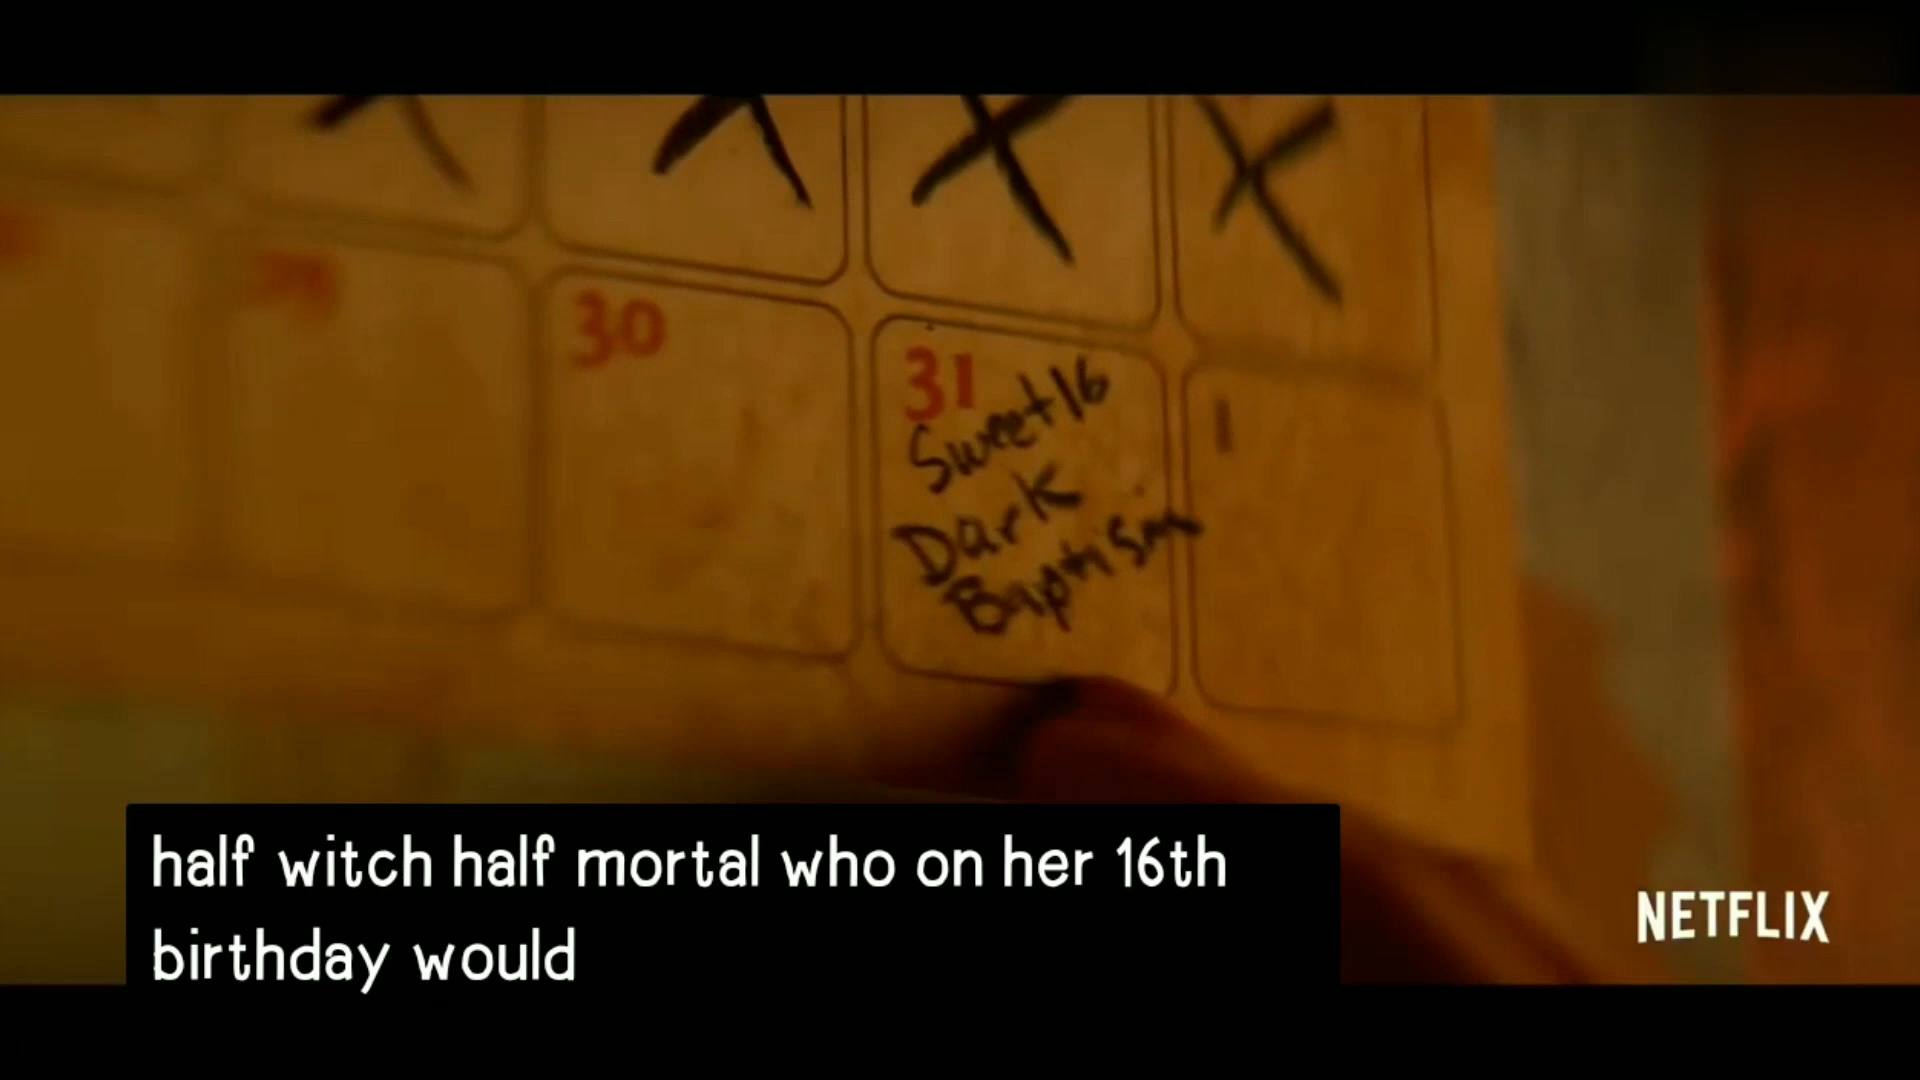 30
31
Sweet 16
Dark
Baptism
1
half witch half mortal who on her 16th
birthday would
NETFLIX